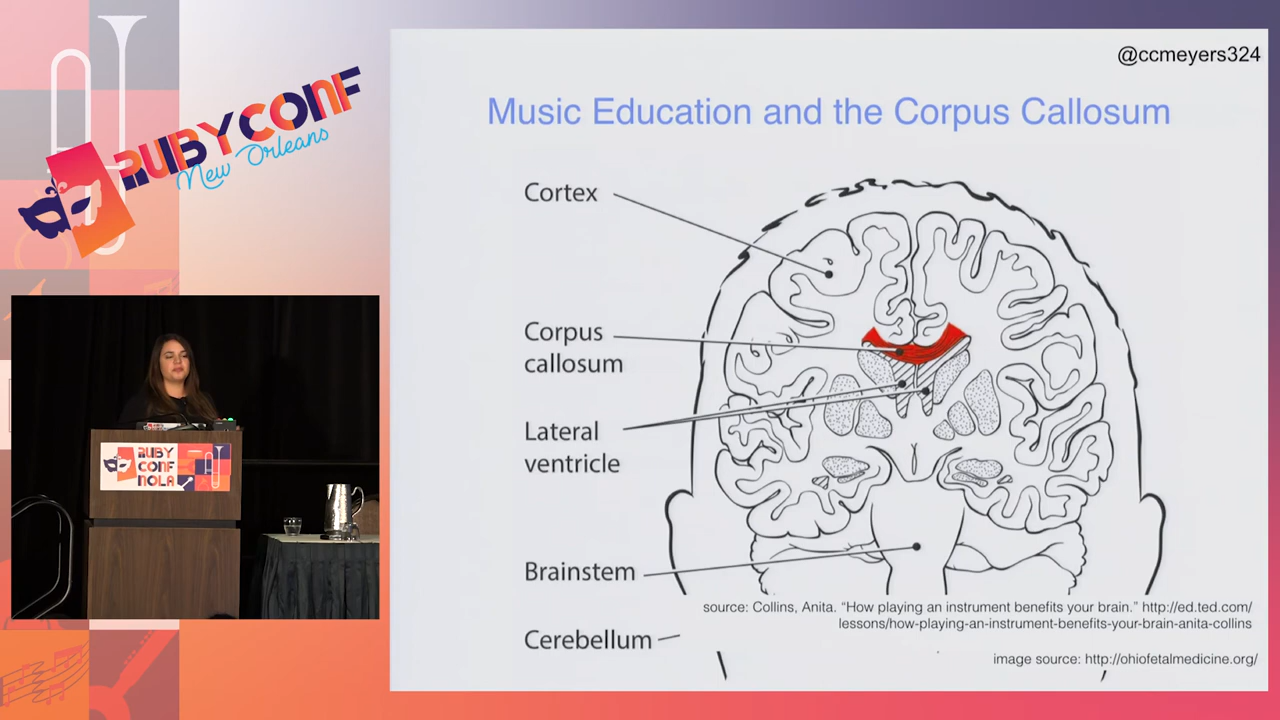 @ccmeyers324
RUBYCONF
New Orleans
Music Education and the Corpus Callosum
Cortex
Corpus
callosum
Lateral
ventricle
Brainstem
Cerebellum
source: Collins, Anita. “How playing an instrument benefits your brain.” http://ed.ted.com/
lessons/how-playing-an-instrument-benefits-your-brain-anita-collins
image source: http://ohiofetalmedicine.org/
RUBY
CONF
NOLA